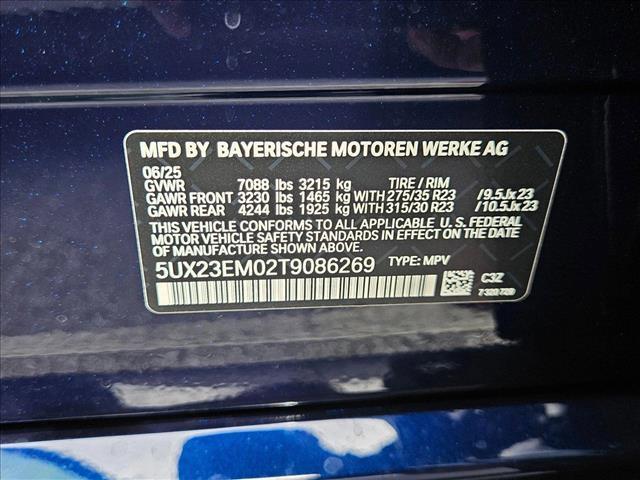 MFD BY BAYERISCHE MOTOREN WERKE AG
06/25
GVWR 7088 lbs 3215 kg TIRE / RIM
GAWR FRONT 3230 lbs 1465 kg WITH 275/35 R23 /9.5Jx23
GAWR REAR 4244 lbs 1925 kg WITH 315/30 R23 /10.5Jx23
THIS VEHICLE CONFORMS TO ALL APPLICABLE U.S. FEDERAL
MOTOR VEHICLE SAFETY STANDARDS IN EFFECT ON THE DATE
OF MANUFACTURE SHOWN ABOVE.
5UX23EM02T9086269 TYPE: MPV
C3Z